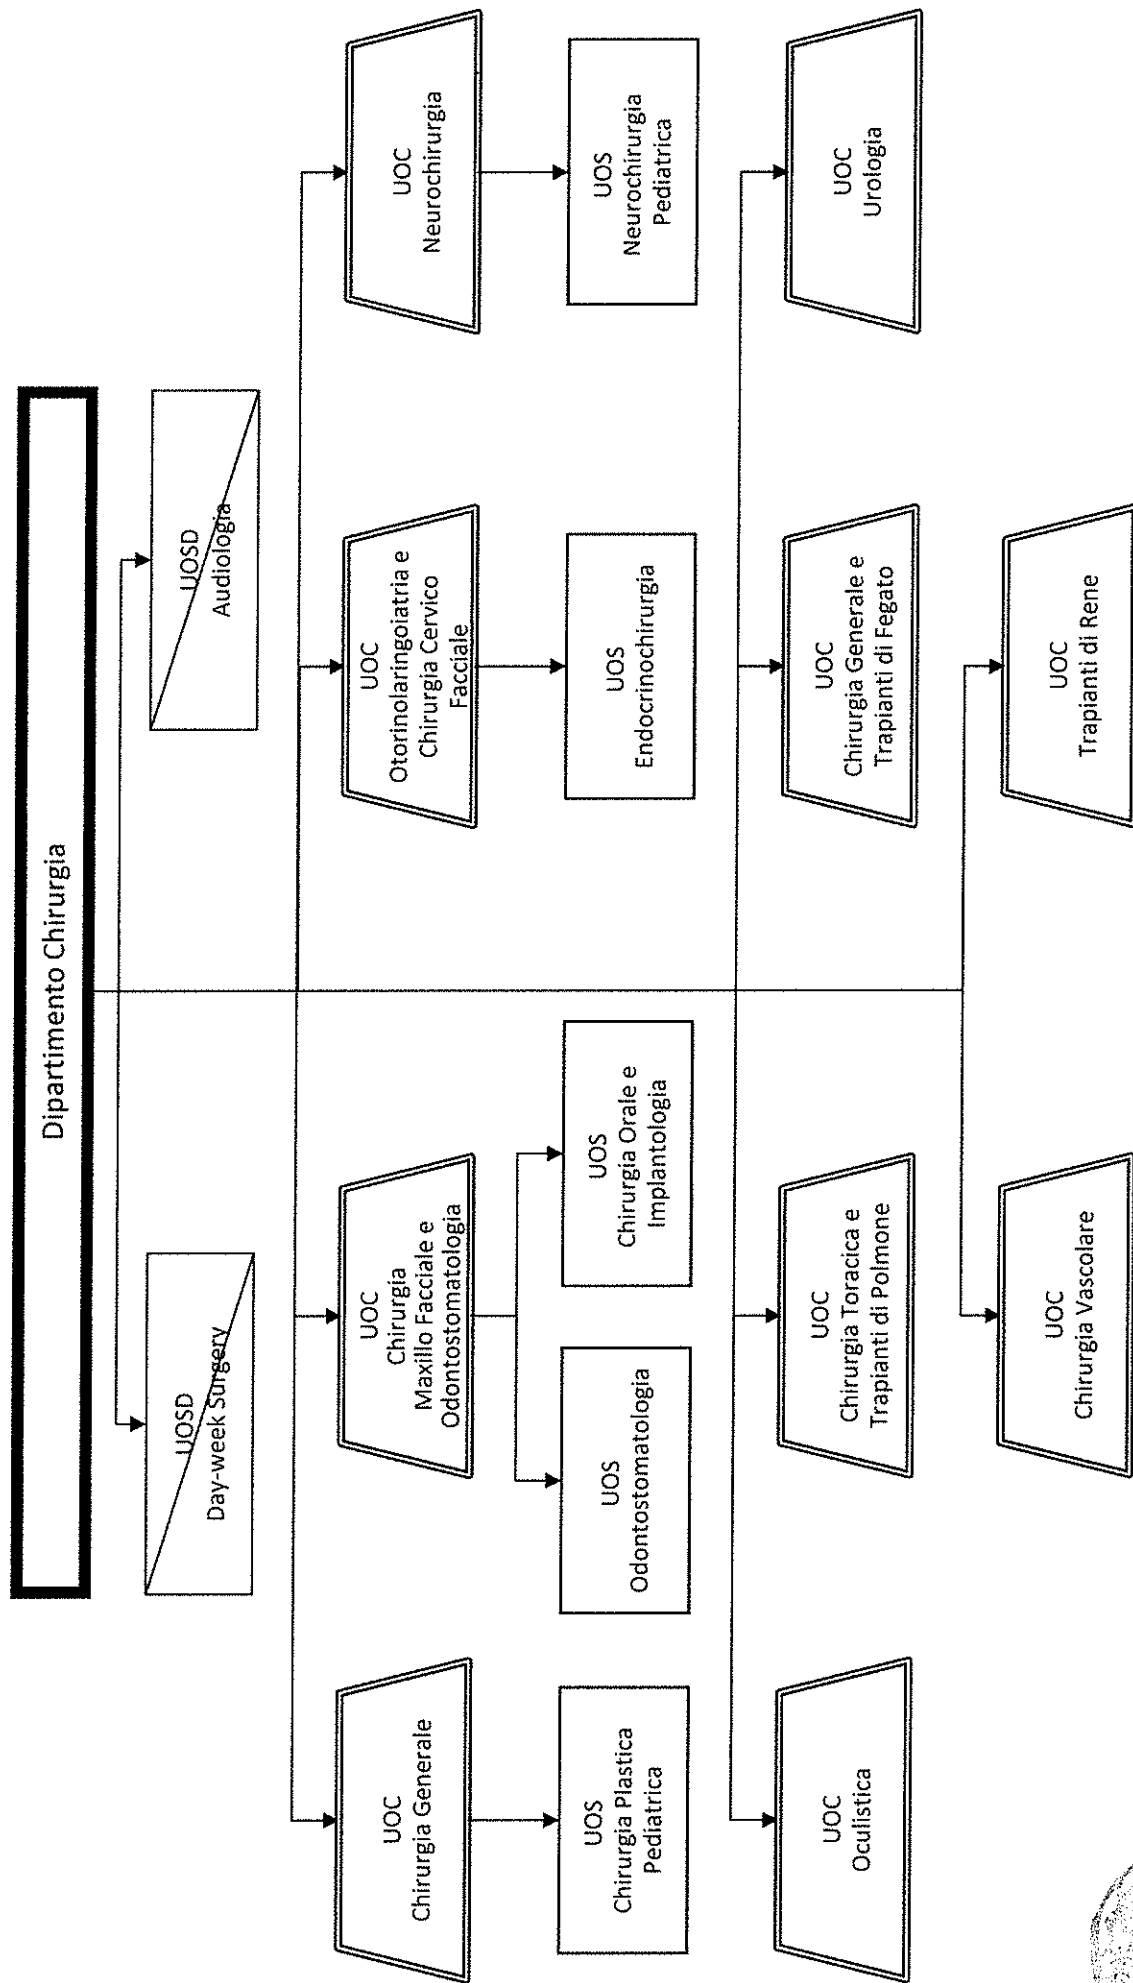 Dipartimento Chirurgia
UOSD
Day-week Surgery
UOSD
Audiologia
UOC
Chirurgia Generale
UOC
Chirurgia
Maxillo Facciale e
Odontostomatologia
UOC
Otorinolaringoiatria e
Chirurgia Cervico
Facciale
UOC
Neurochirurgia
UOS
Chirurgia Plastica
Pediatrica
UOS
Odontostomatologia
UOS
Chirurgia Orale e
Implantologia
UOS
Endocrinochirurgia
UOS
Neurochirurgia
Pediatrica
UOC
Oculistica
UOC
Chirurgia Toracica e
Trapianti di Polmone
UOC
Chirurgia Generale e
Trapianti di Fegato
UOC
Urologia
UOC
Chirurgia Vascolare
UOC
Trapianti di Rene